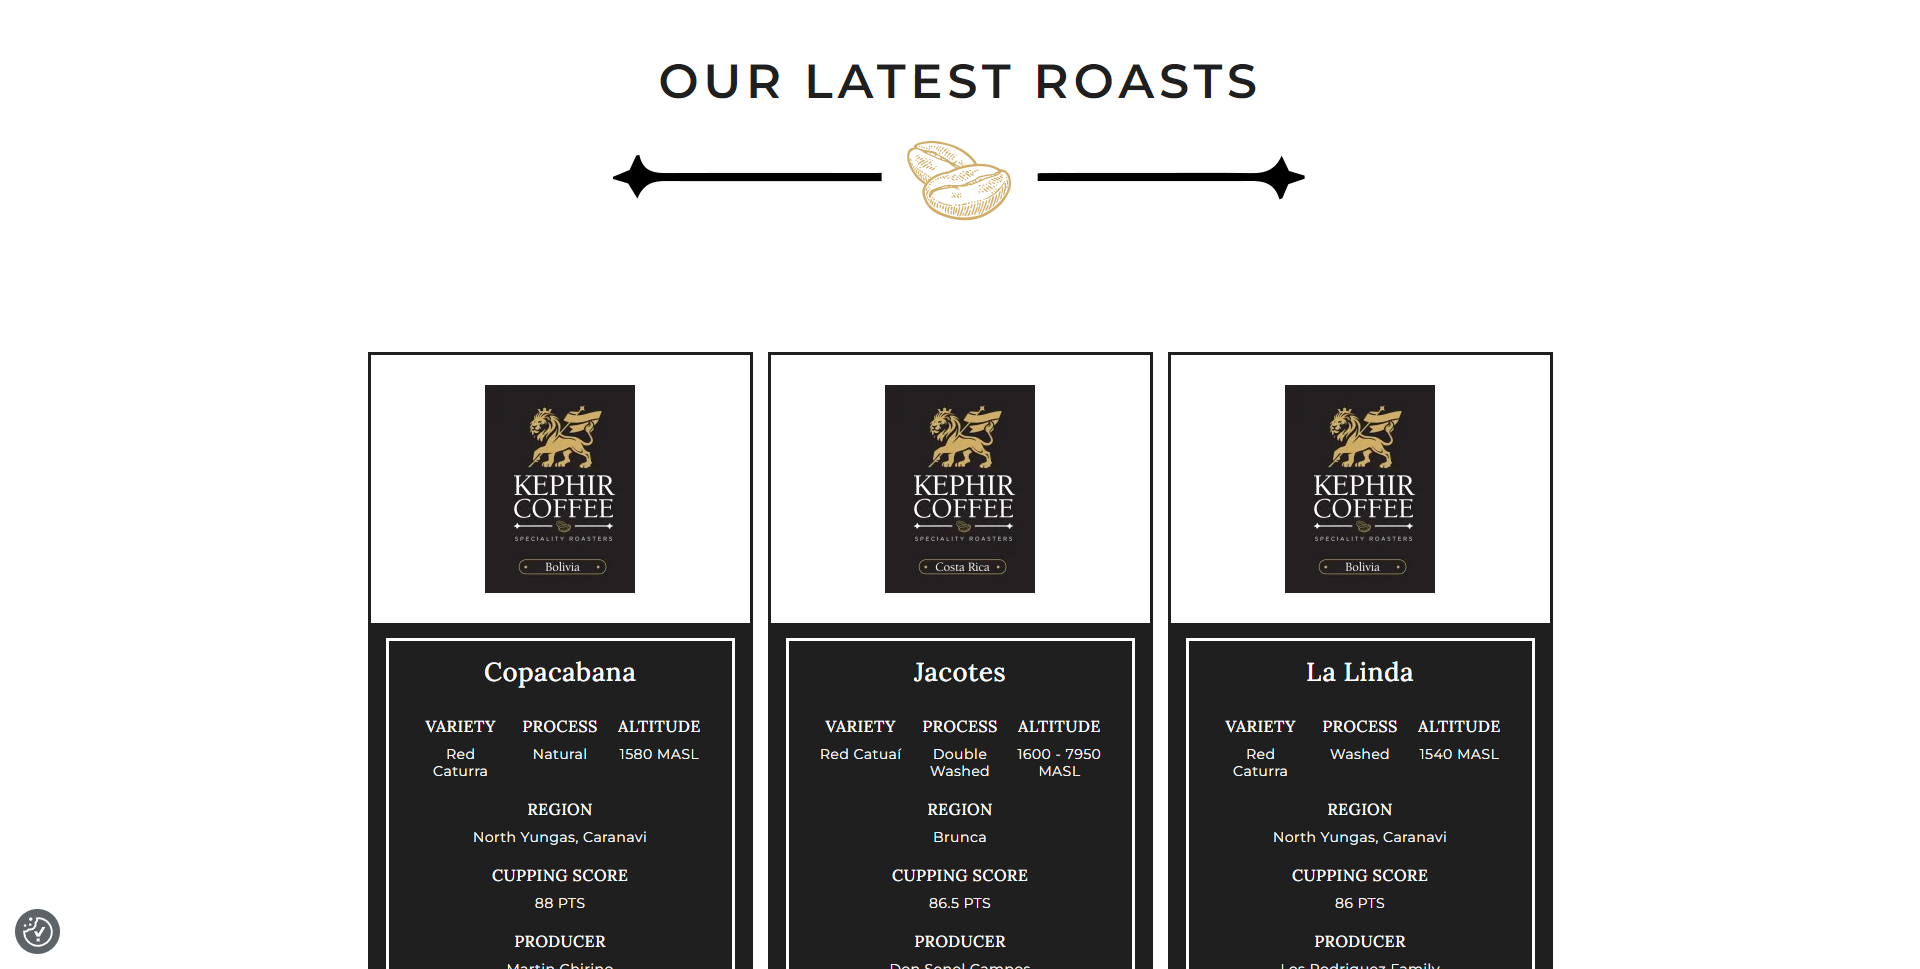 OUR LATEST ROASTS
KEPHIR
COFFEE
SPECIALITY ROASTERS
Bolivia
KEPHIR
COFFEE
SPECIALITY ROASTERS
Costa Rica
KEPHIR
COFFEE
SPECIALITY ROASTERS
Bolivia
Copacabana
VARIETY PROCESS ALTITUDE
Red Natural 1580 MASL
Caturra
REGION
North Yungas, Caranavi
CUPPING SCORE
88 PTS
PRODUCER
Jacotes
VARIETY PROCESS ALTITUDE
Red Catuaí Double 1600 - 7950
Washed MASL
REGION
Brunca
CUPPING SCORE
86.5 PTS
PRODUCER
La Linda
VARIETY PROCESS ALTITUDE
Red Washed 1540 MASL
Caturra
REGION
North Yungas, Caranavi
CUPPING SCORE
86 PTS
PRODUCER